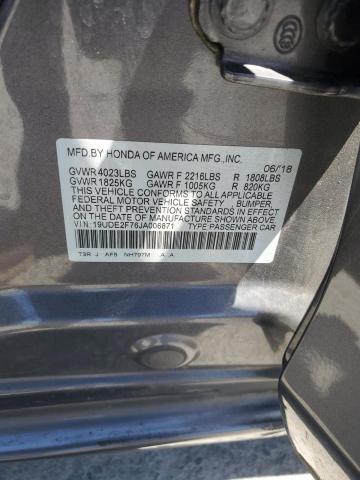 MFD.BY HONDA OF AMERICA MFG.,INC.
06/18
GVWR 4023LBS GAWR F 2216LBS R 1808LBS
GVWR 1825KG GAWR F 1005KG R 820KG
THIS VEHICLE CONFORMS TO ALL APPLICABLE
FEDERAL MOTOR VEHICLE SAFETY, BUMPER,
AND THEFT PREVENTION STANDARDS IN EFFECT
ON THE DATE OF MANUFACTURE SHOWN ABOVE.
V.I.N: 19UDE2F76JA006871 TYPE:PASSENGER CAR
T3R J AF5 NH797M A A